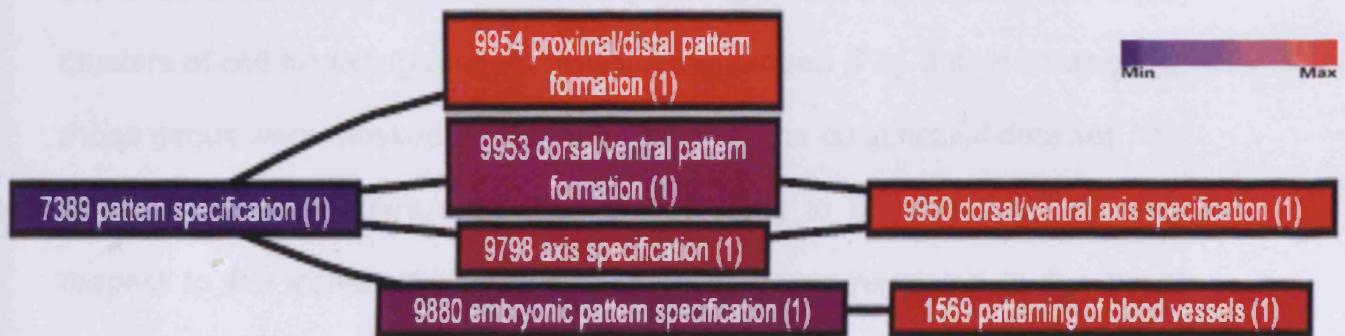 9954 proximal/distal pattern
formation (1)
Min Max
9953 dorsal/ventral pattern
formation (1)
7389 pattern specification (1)
9950 dorsal/ventral axis specification (1)
9798 axis specification (1)
9880 embryonic pattern specification (1)
1569 patterning of blood vessels (1)